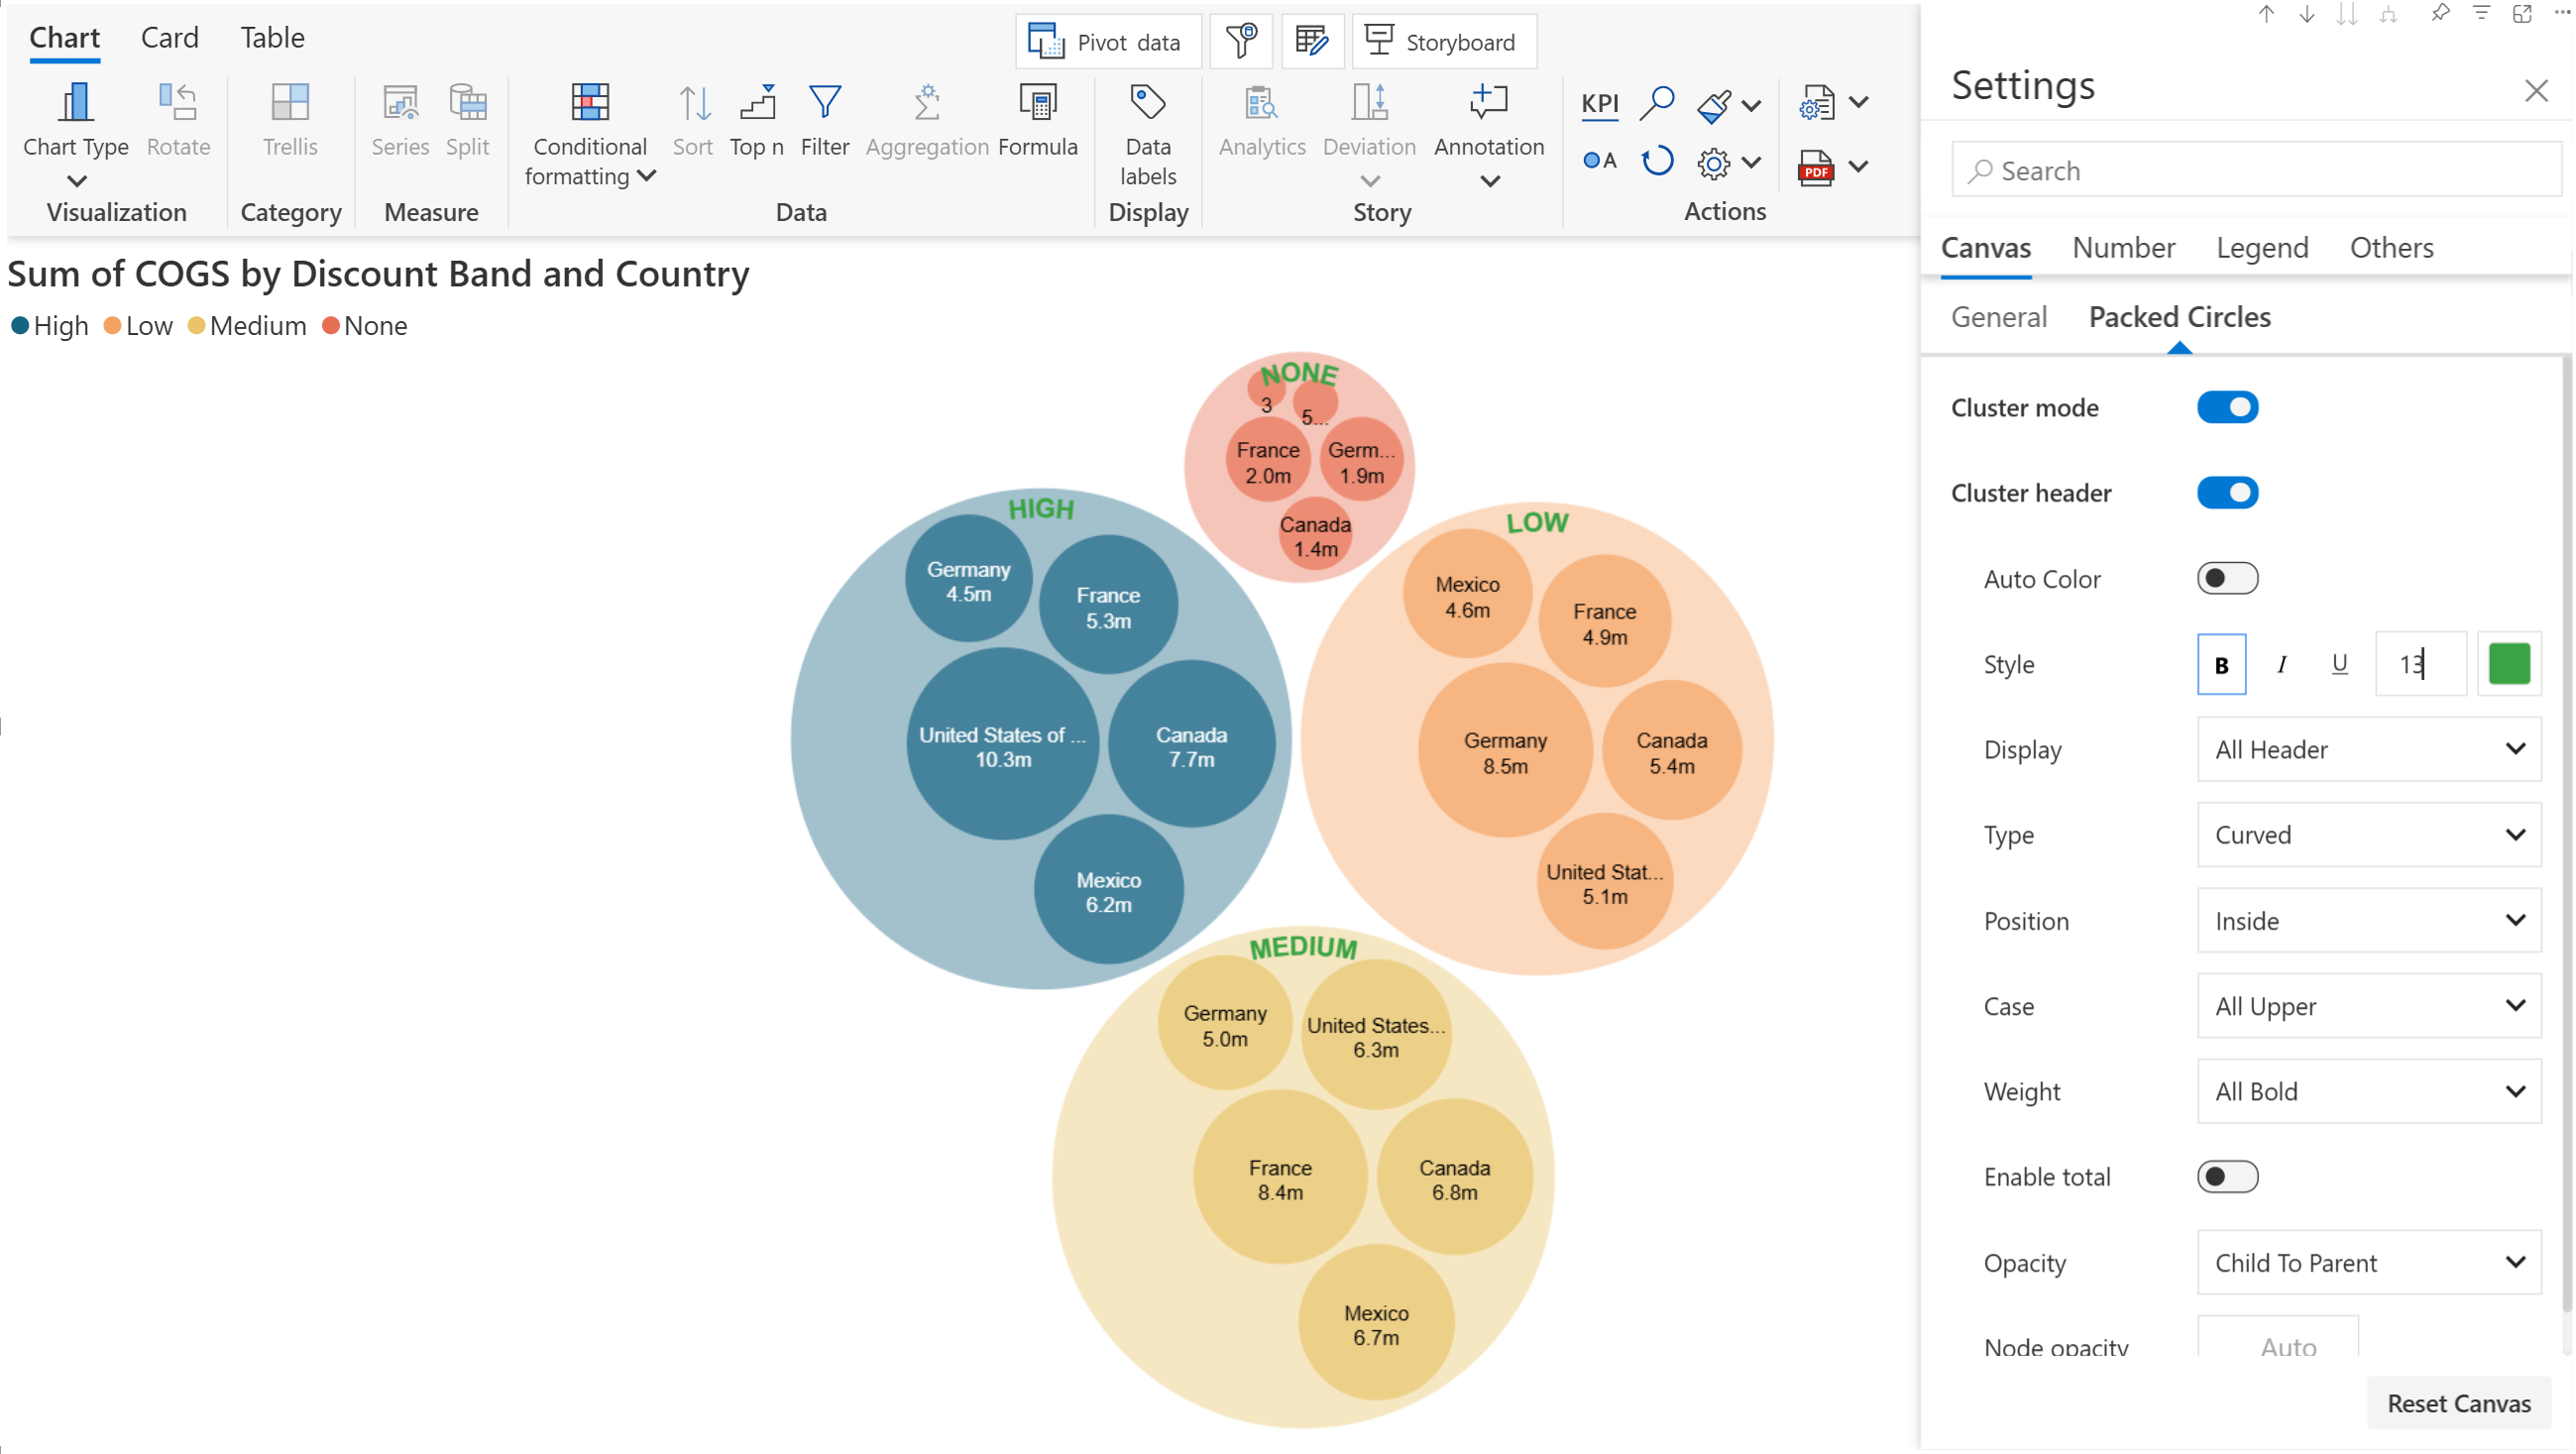 Chart Card Table
Pivot data
Storyboard
Chart Type
Rotate
Trellis
Series
Split
Conditional formatting
Sort
Top n
Filter
Aggregation
Formula
Data labels
Analytics
Deviation
Annotation
KPI
A
PDF
Visualization
Category
Measure
Data
Display
Story
Actions
Sum of COGS by Discount Band and Country
High Low Medium None
NONE
3
5...
France
2.0m
Germ...
1.9m
Canada
1.4m
HIGH
Germany
4.5m
France
5.3m
United States of ...
10.3m
Canada
7.7m
Mexico
6.2m
LOW
Mexico
4.6m
France
4.9m
Germany
8.5m
Canada
5.4m
United Stat...
5.1m
MEDIUM
Germany
5.0m
United States...
6.3m
France
8.4m
Canada
6.8m
Mexico
6.7m
Settings
Search
Canvas Number Legend Others
General Packed Circles
Cluster mode
Cluster header
Auto Color
Style B I U 13
Display All Header
Type Curved
Position Inside
Case All Upper
Weight All Bold
Enable total
Opacity Child To Parent
Node opacity Auto
Reset Canvas